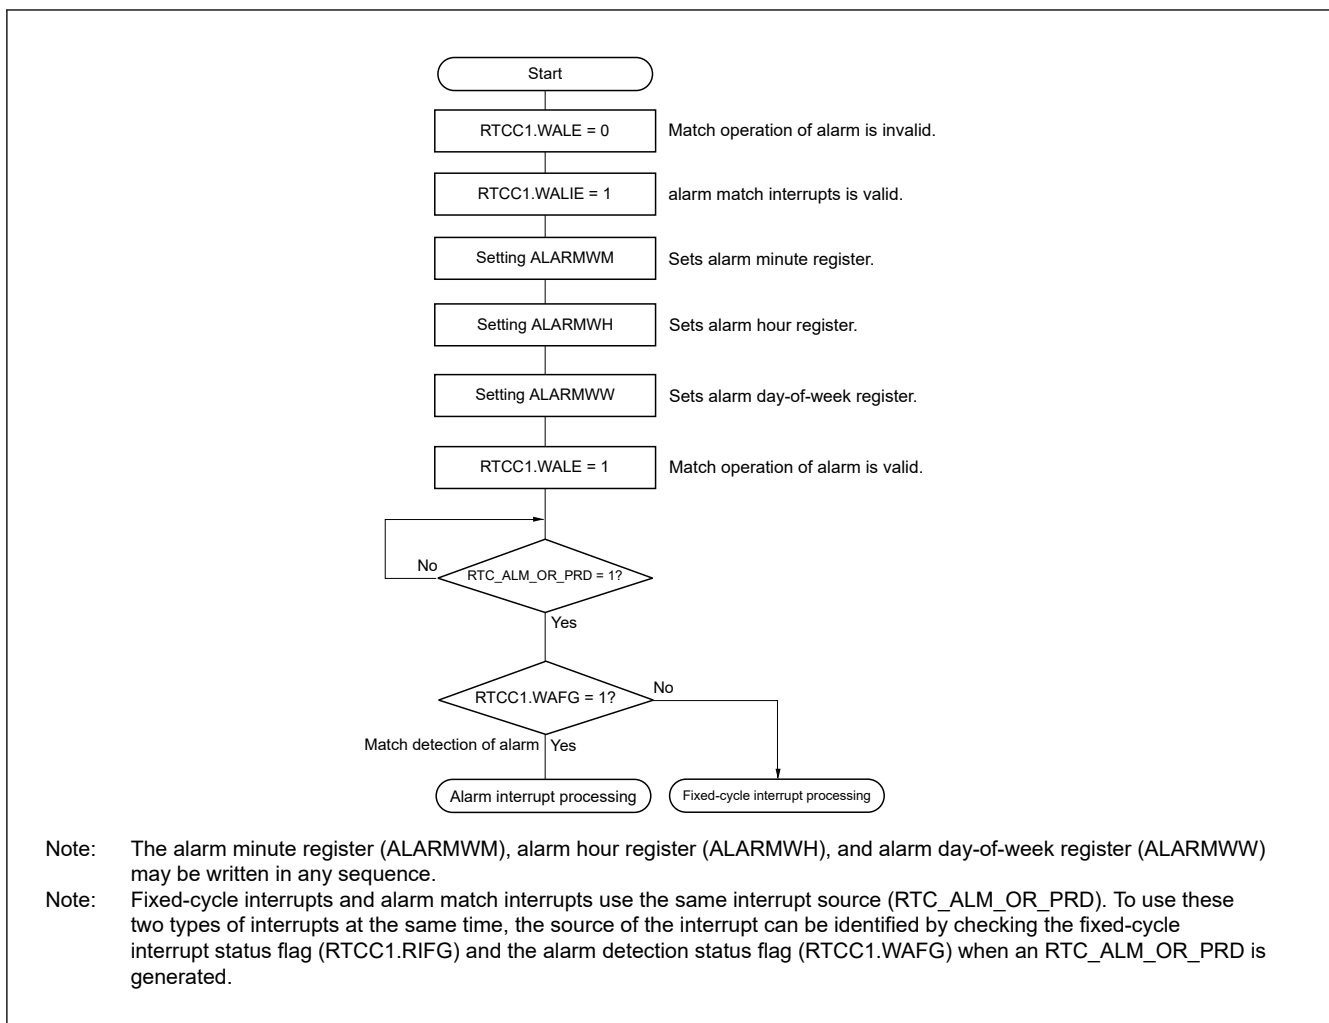 Start
RTCC1.WALE = 0
Match operation of alarm is invalid.
RTCC1.WALIE = 1
alarm match interrupts is valid.
Setting ALARMWM
Sets alarm minute register.
Setting ALARMWH
Sets alarm hour register.
Setting ALARMWW
Sets alarm day-of-week register.
RTCC1.WALE = 1
Match operation of alarm is valid.
No
RTC_ALM_OR_PRD = 1?
Yes
RTCC1.WAFG = 1?
No
Match detection of alarm
Yes
Alarm interrupt processing
Fixed-cycle interrupt processing
Note: The alarm minute register (ALARMWM), alarm hour register (ALARMWH), and alarm day-of-week register (ALARMWW)
may be written in any sequence.
Note: Fixed-cycle interrupts and alarm match interrupts use the same interrupt source (RTC_ALM_OR_PRD). To use these
two types of interrupts at the same time, the source of the interrupt can be identified by checking the fixed-cycle
interrupt status flag (RTCC1.RIFG) and the alarm detection status flag (RTCC1.WAFG) when an RTC_ALM_OR_PRD is
generated.